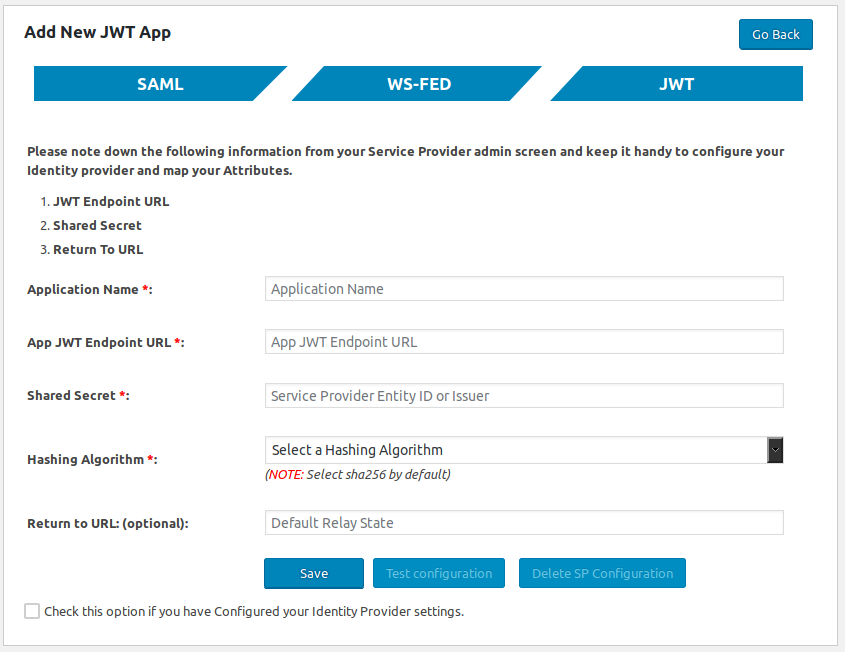 Add New JWT App
Go Back
SAML
WS-FED
JWT
Please note down the following information from your Service Provider admin screen and keep it handy to configure your
Identity provider and map your Attributes.
1. JWT Endpoint URL
2. Shared Secret
3. Return To URL
Application Name *:
Application Name
App JWT Endpoint URL *:
App JWT Endpoint URL
Shared Secret *:
Service Provider Entity ID or Issuer
Hashing Algorithm *:
Select a Hashing Algorithm
(NOTE: Select sha256 by default)
Return to URL: (optional):
Default Relay State
Save
Test configuration
Delete SP Configuration
Check this option if you have Configured your Identity Provider settings.